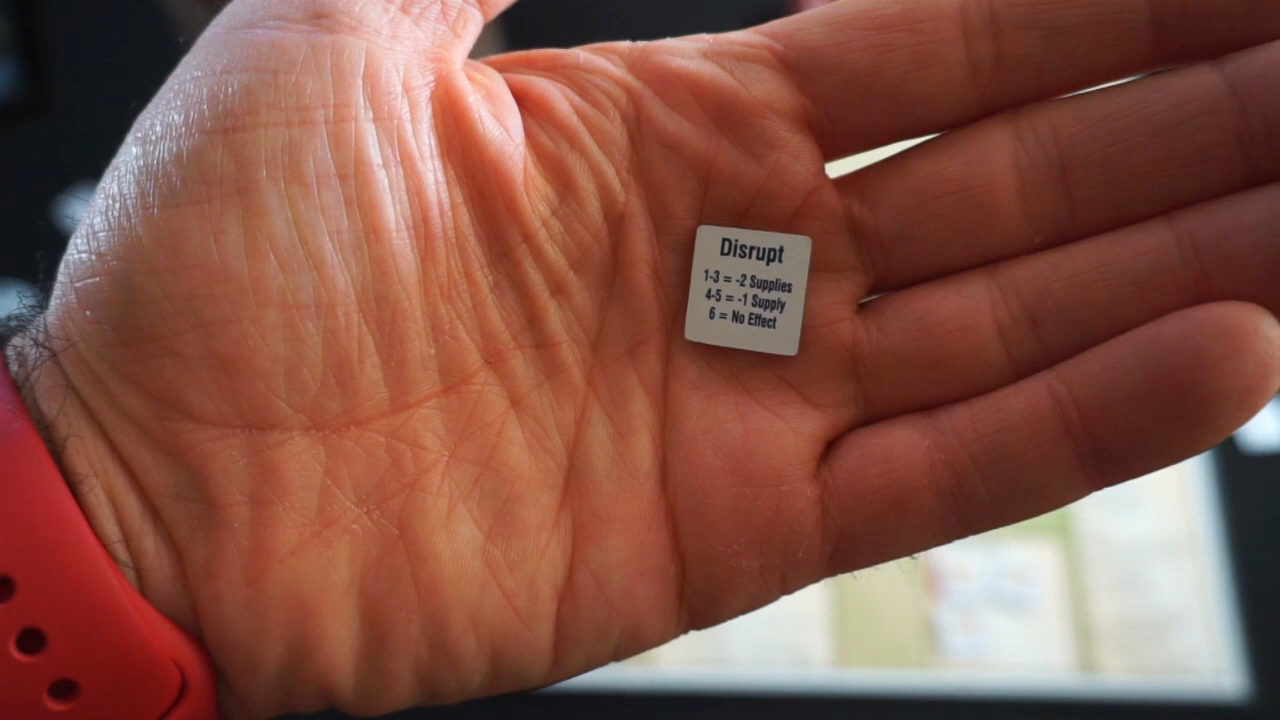 Disrupt
1-3 = -2 Supplies
4-5 = -1 Supply
6 = No Effect